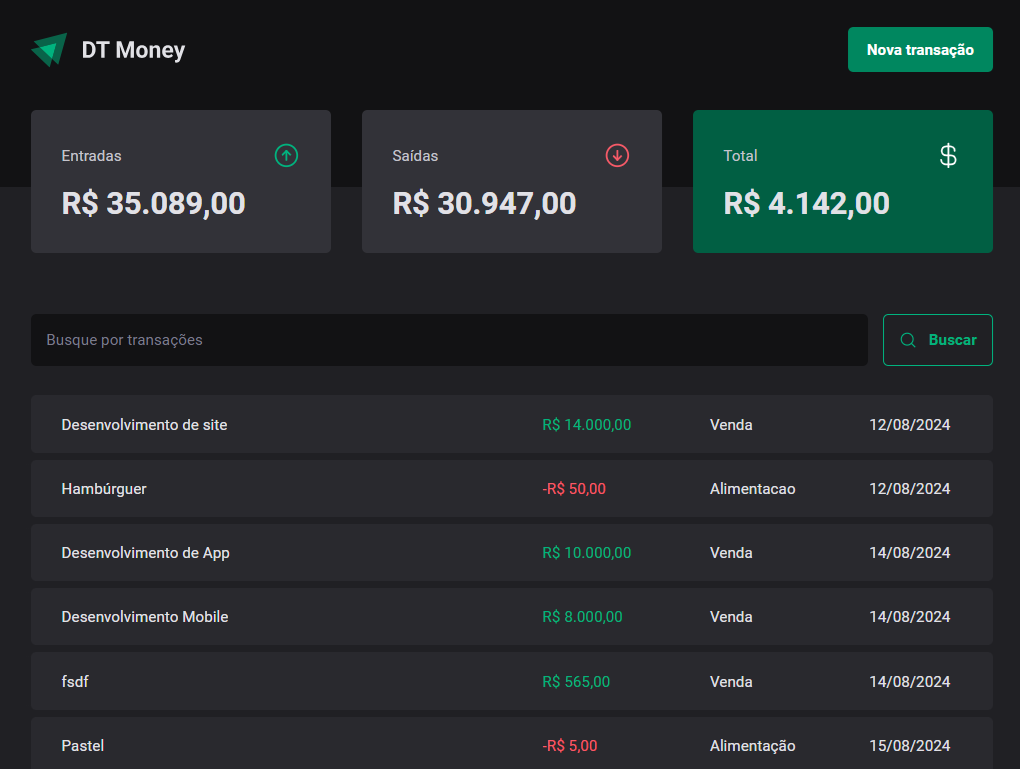 DT Money
Nova transação
Entradas
R$ 35.089,00
Saídas
R$ 30.947,00
Total
$
R$ 4.142,00
Busque por transações
Buscar
Desenvolvimento de site R$ 14.000,00 Venda 12/08/2024
Hambúrguer -R$ 50,00 Alimentacao 12/08/2024
Desenvolvimento de App R$ 10.000,00 Venda 14/08/2024
Desenvolvimento Mobile R$ 8.000,00 Venda 14/08/2024
fsdf R$ 565,00 Venda 14/08/2024
Pastel -R$ 5,00 Alimentação 15/08/2024